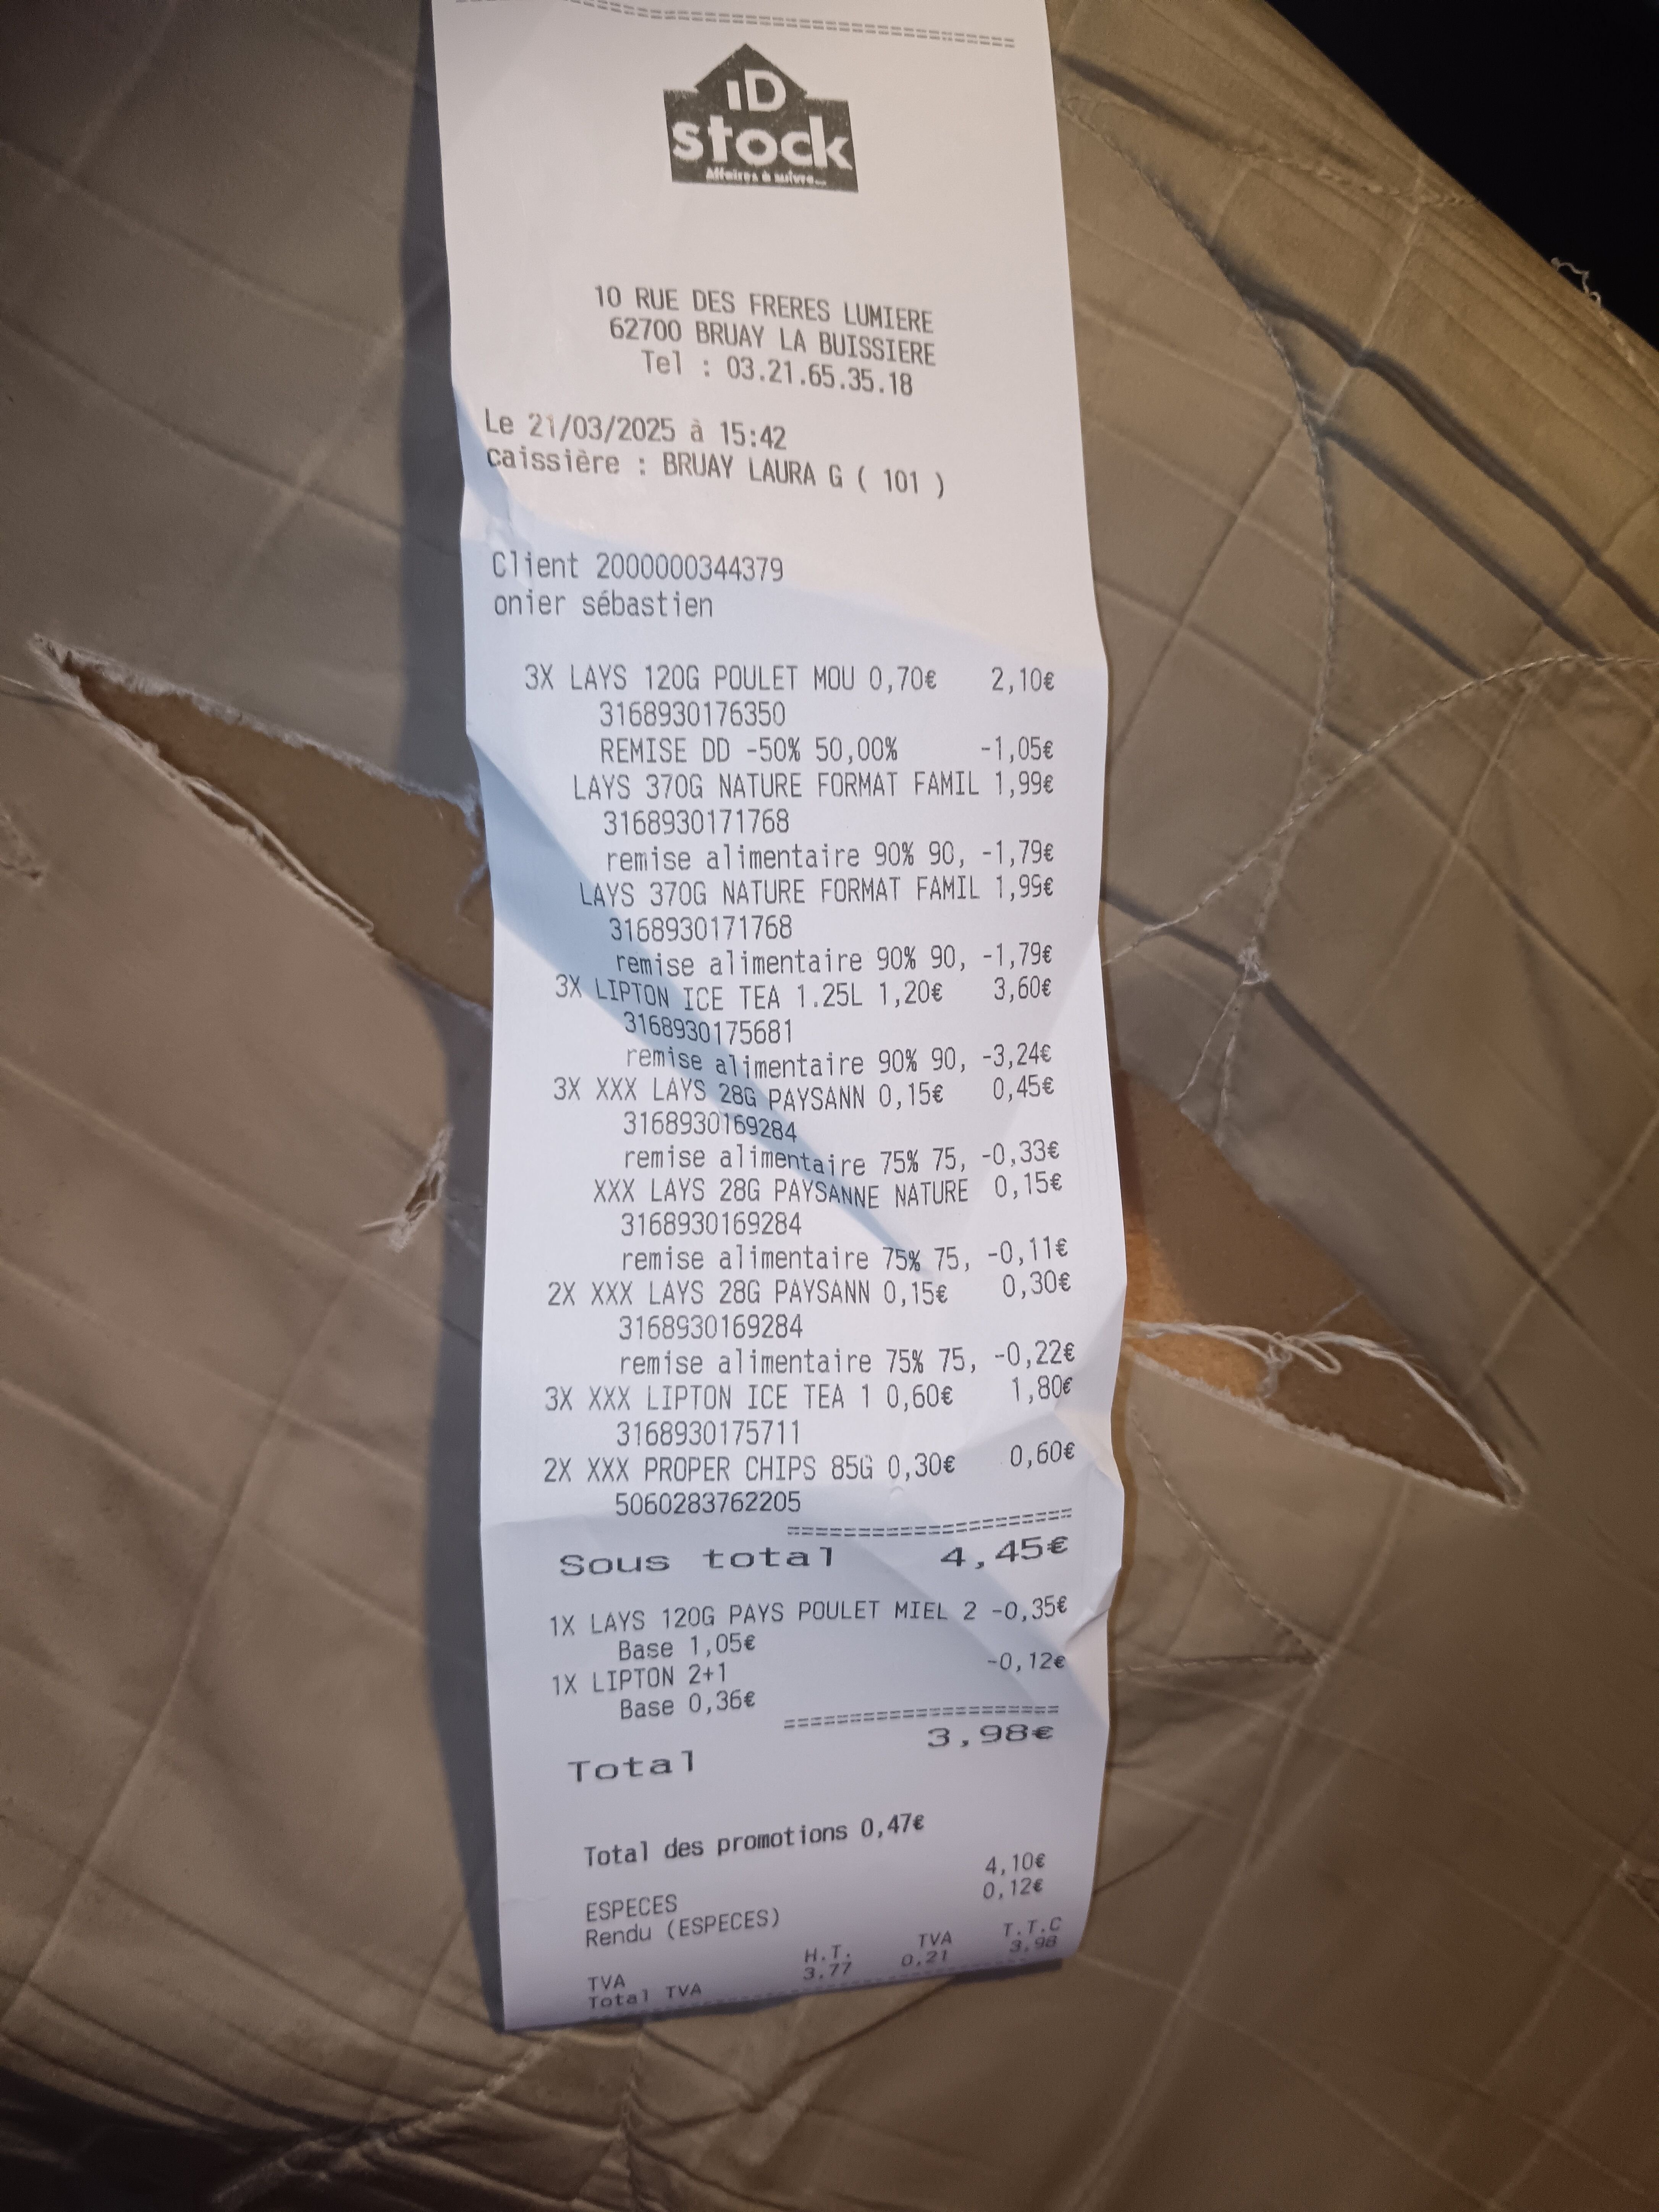 ==============================
iD
stock
Affaires à suivre...
10 RUE DES FRERES LUMIERE
62700 BRUAY LA BUISSIERE
Tel : 03.21.65.35.18
Le 21/03/2025 à 15:42
caissière : BRUAY LAURA G ( 101 )
Client 2000000344379
onier sébastien
3X LAYS 120G POULET MOU 0,70€ 2,10€
3168930176350
REMISE DD -50% 50,00% -1,05€
LAYS 370G NATURE FORMAT FAMIL 1,99€
3168930171768
remise alimentaire 90% 90, -1,79€
LAYS 370G NATURE FORMAT FAMIL 1,99€
3168930171768
remise alimentaire 90% 90, -1,79€
3X LIPTON ICE TEA 1.25L 1,20€ 3,60€
3168930175681
remise alimentaire 90% 90, -3,24€
3X XXX LAYS 28G PAYSANN 0,15€ 0,45€
3168930169284
remise alimentaire 75% 75, -0,33€
XXX LAYS 28G PAYSANNE NATURE 0,15€
3168930169284
remise alimentaire 75% 75, -0,11€
2X XXX LAYS 28G PAYSANN 0,15€ 0,30€
3168930169284
remise alimentaire 75% 75, -0,22€
3X XXX LIPTON ICE TEA 1 0,60€ 1,80€
3168930175711
2X XXX PROPER CHIPS 85G 0,30€ 0,60€
5060283762205
====================
Sous total 4,45€
1X LAYS 120G PAYS POULET MIEL 2 -0,35€
Base 1,05€
1X LIPTON 2+1 -0,12€
Base 0,36€
====================
Total 3,98€
Total des promotions 0,47€
ESPECES 4,10€
Rendu (ESPECES) 0,12€
TVA H.T. TVA T.T.C
Total TVA 3,77 0,21 3,98